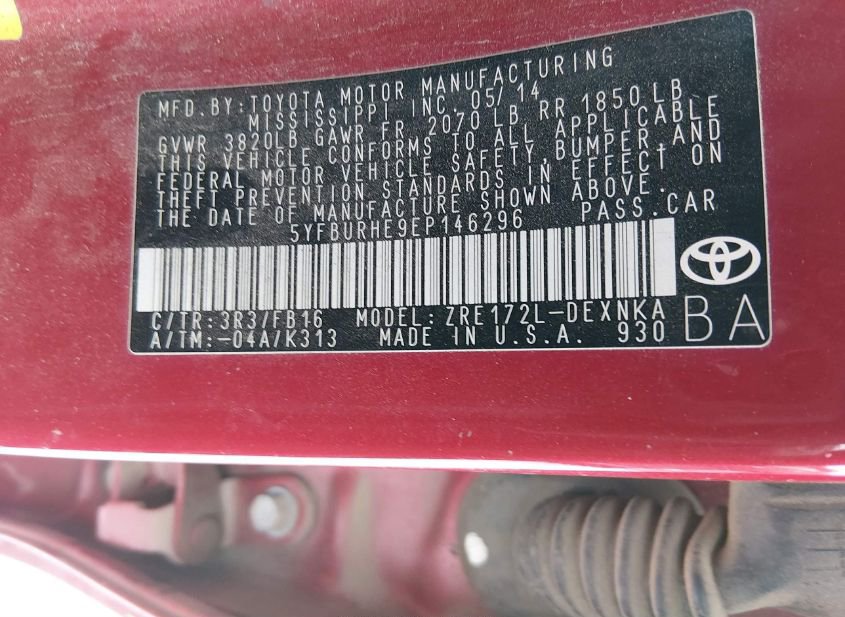 MFD.BY:TOYOTA MOTOR MANUFACTURING
MISSISSIPPI INC.05/14
GVWR 3820LB GAWR FR 2070 LB RR 1850 LB
THIS VEHICLE CONFORMS TO ALL APPLICABLE
FEDERAL MOTOR VEHICLE SAFETY,BUMPER,AND
THEFT PREVENTION STANDARDS IN EFFECT ON
THE DATE OF MANUFACTURE SHOWN ABOVE.
5YFBURHE9EP146296 PASS.CAR
C/TR:3R3/FB16 MODEL:ZRE172L-DEXNKA
A/TM:-04A/K313 MADE IN U.S.A. 930
BA